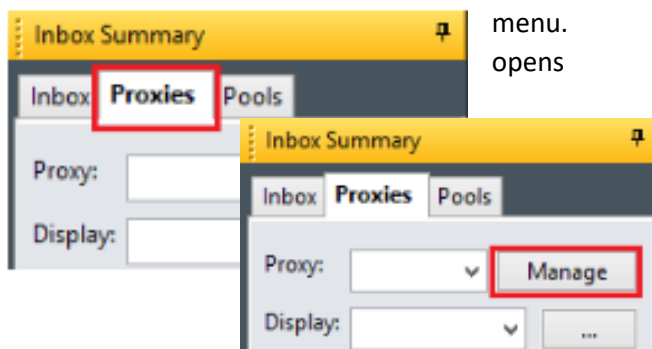 Inbox Summary
menu.
opens
Inbox Proxies Pools
Proxy:
Display:
Inbox Summary
Inbox Proxies Pools
Proxy: Manage
Display: ...